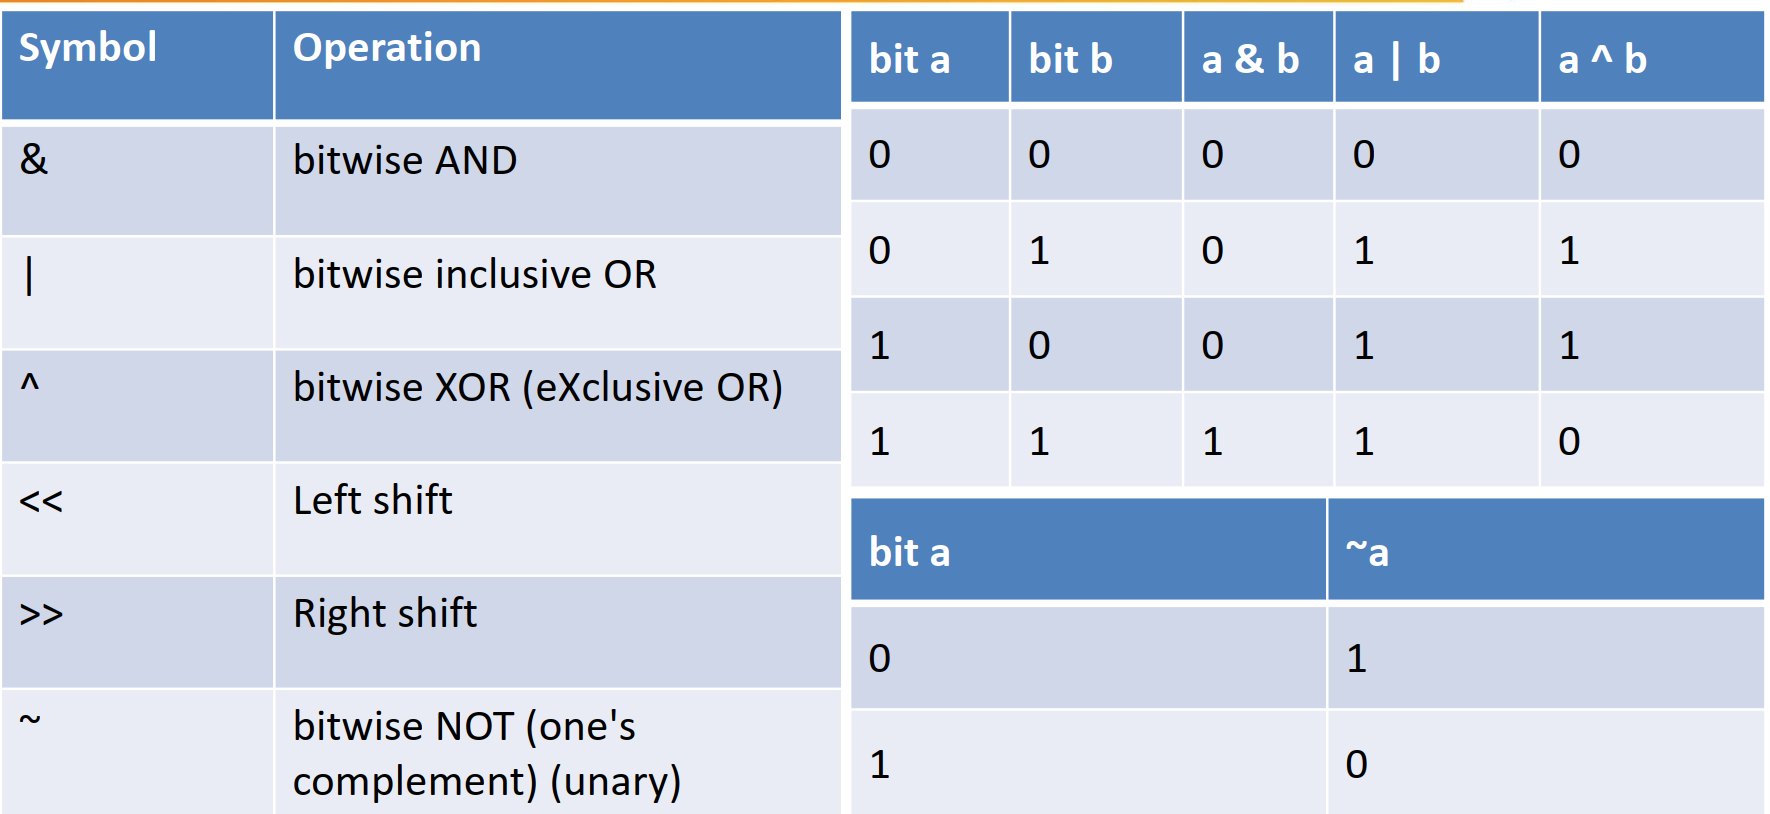 Symbol Operation
& bitwise AND
| bitwise inclusive OR
^ bitwise XOR (eXclusive OR)
<< Left shift
>> Right shift
~ bitwise NOT (one's
complement) (unary)
bit a bit b a & b a | b a ^ b
0 0 0 0 0
0 1 0 1 1
1 0 0 1 1
1 1 1 1 0
bit a ~a
0 1
1 0